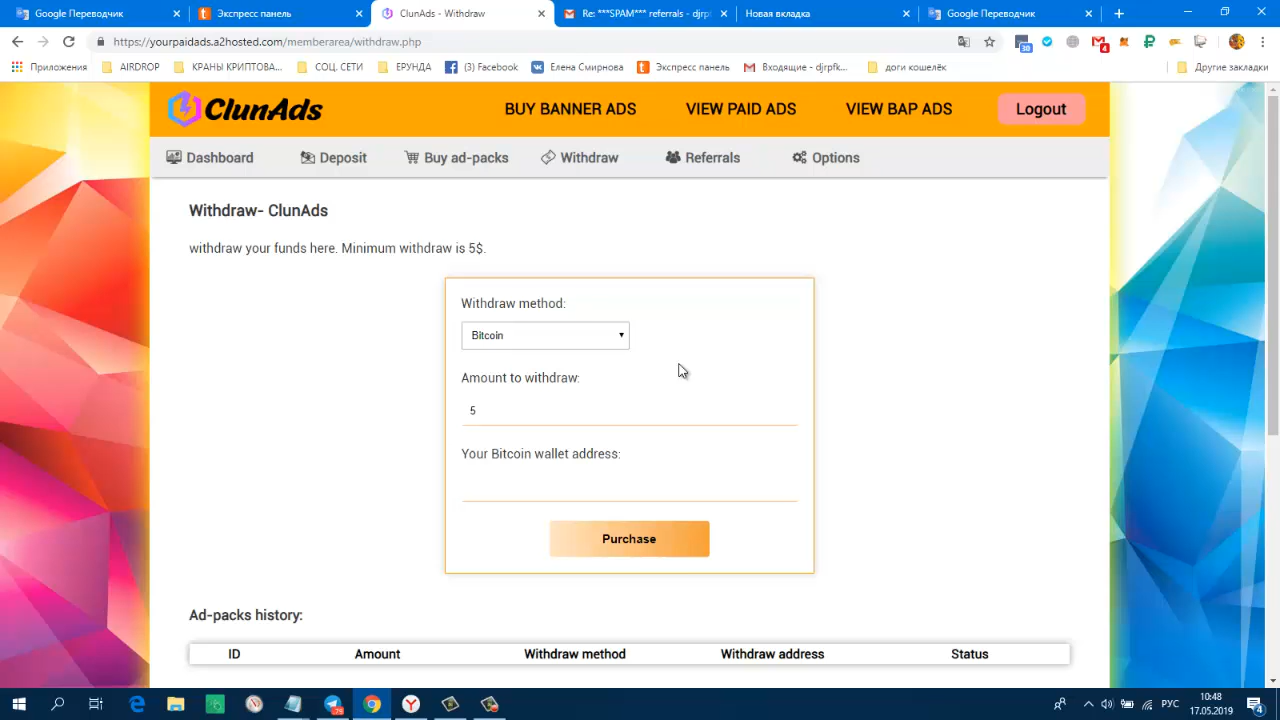 Google Переводчик
Экспресс панель
ClunAds - Withdraw
Re: ***SPAM*** referrals - djrp
Новая вкладка
Google Переводчик
https://yourpaidads.a2hosted.com/memberarea/withdraw.php
30
4
Приложения
AIRDROP
КРАНЫ КРИПТОВА...
СОЦ. СЕТИ
ЕРУНДА
(3) Facebook
Елена Смирнова
Экспресс панель
Входящие - djrpfk...
доги кошелёк
Другие закладки
ClunAds
BUY BANNER ADS
VIEW PAID ADS
VIEW BAP ADS
Logout
Dashboard
Deposit
Buy ad-packs
Withdraw
Referrals
Options
Withdraw- ClunAds
withdraw your funds here. Minimum withdraw is 5$.
Withdraw method:
Bitcoin
Amount to withdraw:
5
Your Bitcoin wallet address:
Purchase
Ad-packs history:
ID
Amount
Withdraw method
Withdraw address
Status
РУС
10:48
17.05.2019
4